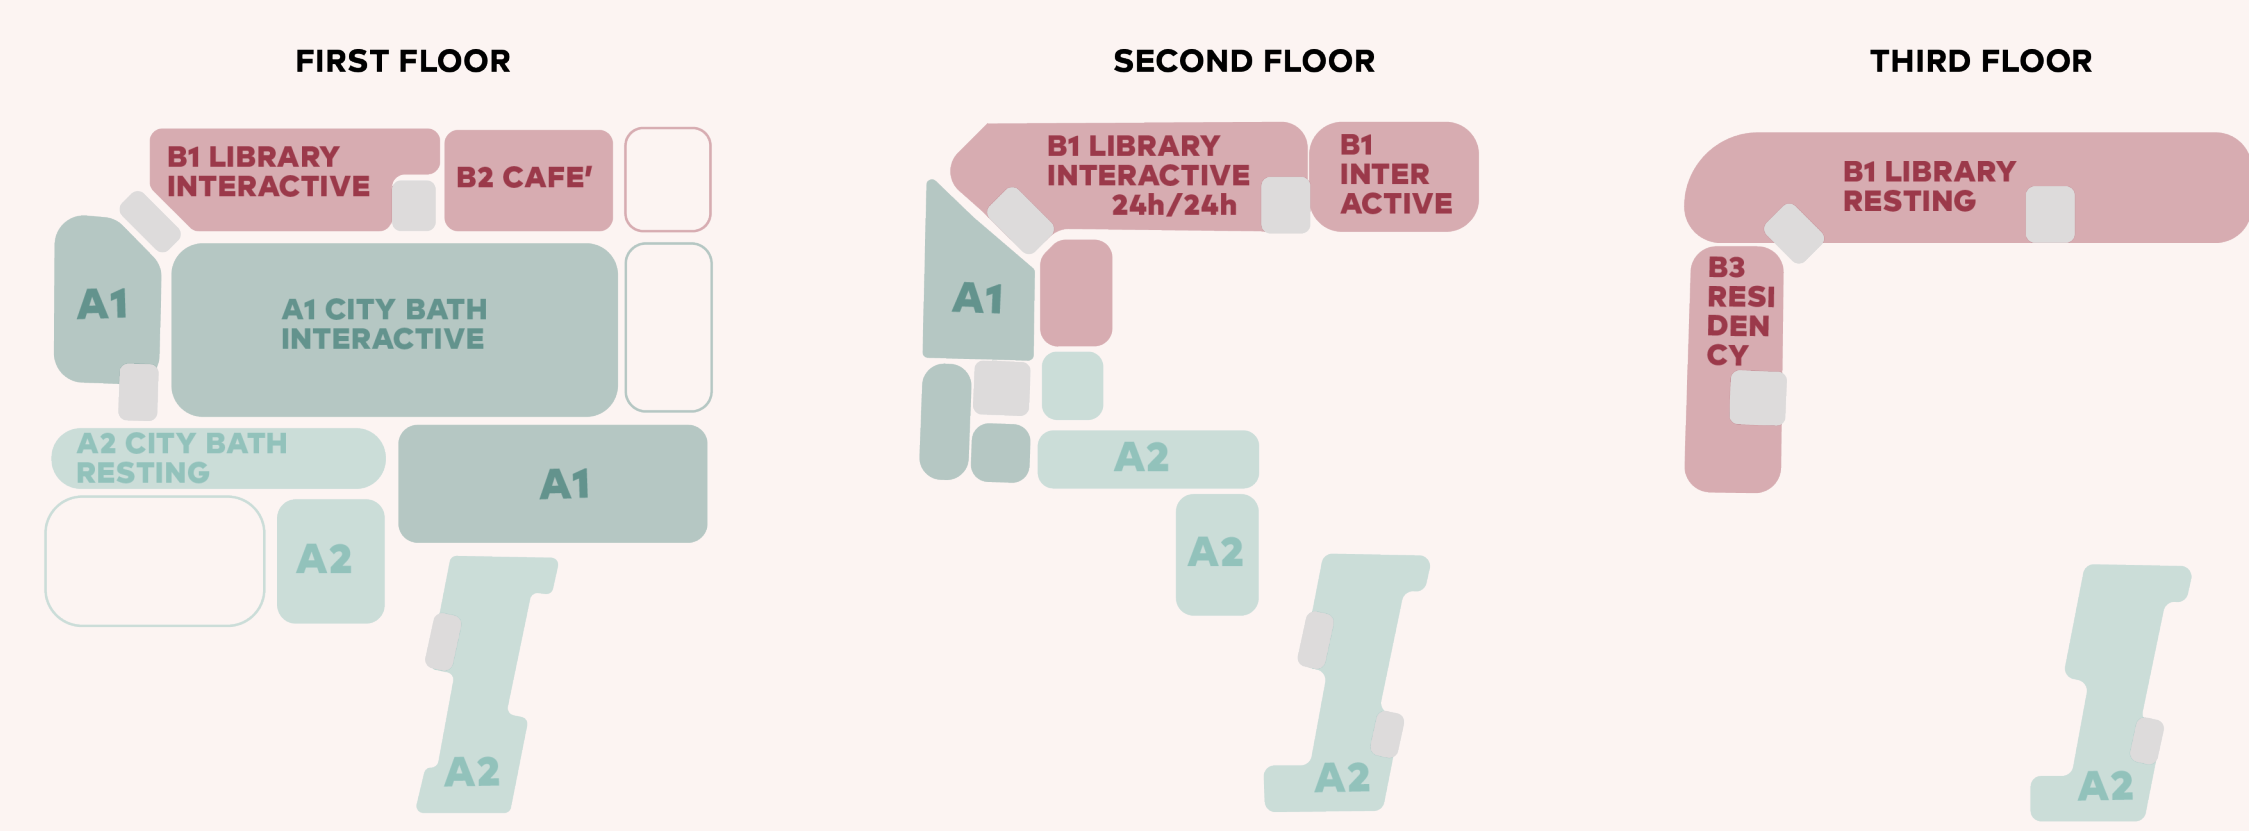 FIRST FLOOR
B1 LIBRARY
INTERACTIVE
B2 CAFE'
A1
A1 CITY BATH
INTERACTIVE
A2 CITY BATH
RESTING
A1
A2
A2
SECOND FLOOR
B1 LIBRARY
INTERACTIVE
24h/24h
B1
INTER
ACTIVE
A1
A2
A2
A2
THIRD FLOOR
B1 LIBRARY
RESTING
B3
RESI
DEN
CY
A2